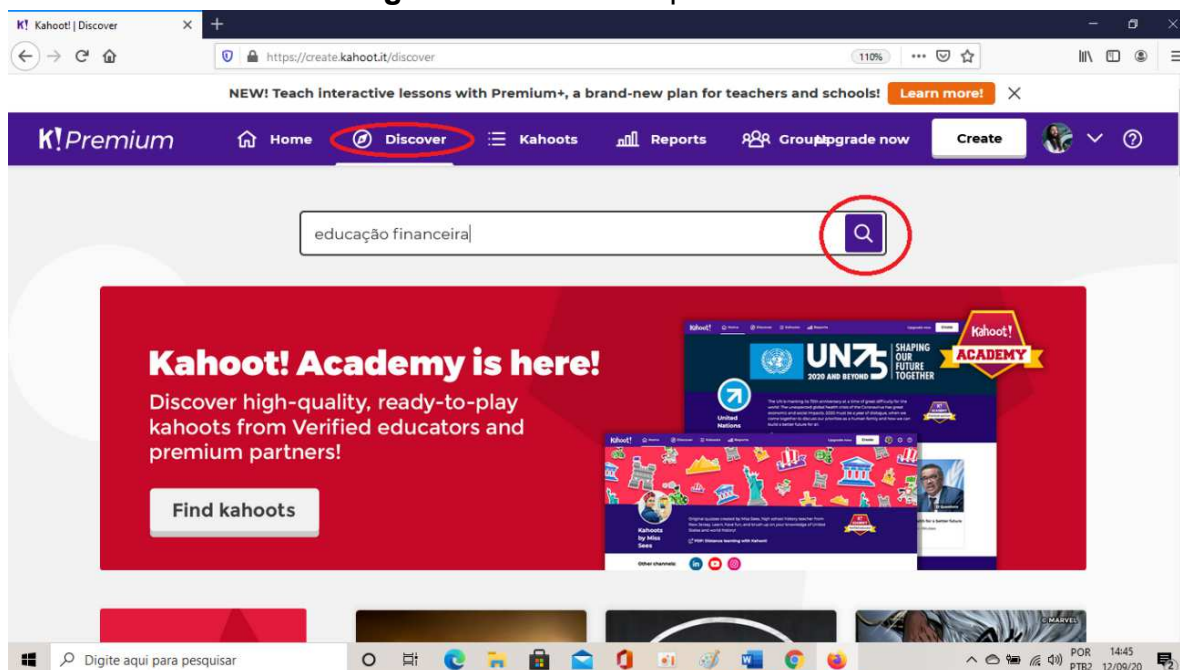 K! Kahoot! | Discover
https://create.kahoot.it/discover
110%
NEW! Teach interactive lessons with Premium+, a brand-new plan for teachers and schools! Learn more!
K! Premium Home Discover Kahoots Reports Groups Upgrade now Create
educação financeira
Kahoot! Academy is here!
Discover high-quality, ready-to-play
kahoots from Verified educators and
premium partners!
Find kahoots
Kahoot!
ACADEMY
UN75
2020 AND BEYOND
SHAPING
OUR
FUTURE
TOGETHER
United
Nations
Kahoot!
Kahoots
by Miss
Sees
Other channels:
© MARVEL
Digite aqui para pesquisar
POR 14:45
PTB2 12/09/20